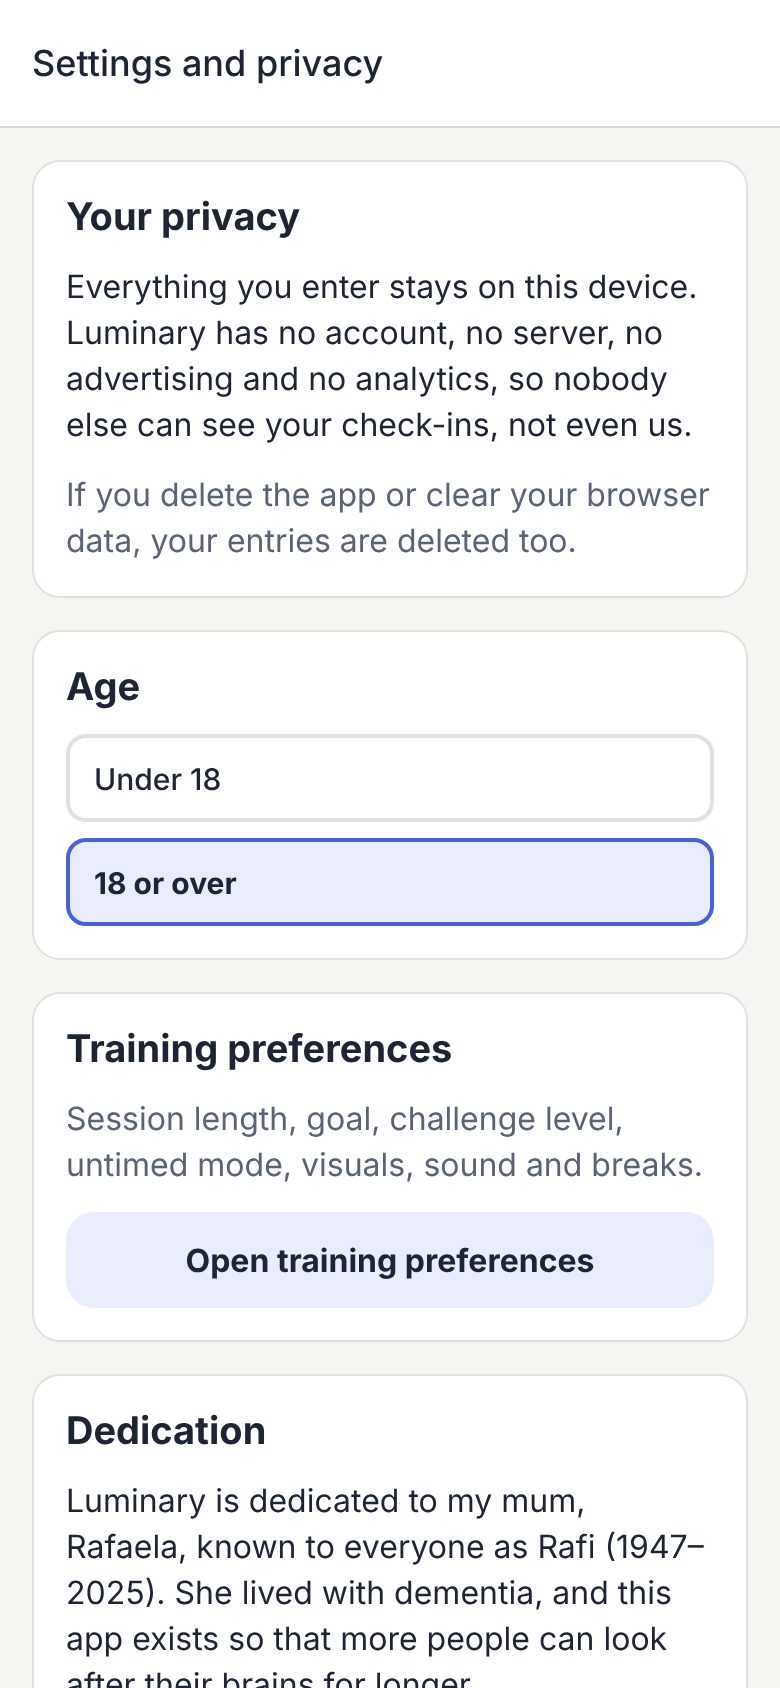 Settings and privacy
Your privacy
Everything you enter stays on this device.
Luminary has no account, no server, no
advertising and no analytics, so nobody
else can see your check-ins, not even us.
If you delete the app or clear your browser
data, your entries are deleted too.
Age
Under 18
18 or over
Training preferences
Session length, goal, challenge level,
untimed mode, visuals, sound and breaks.
Open training preferences
Dedication
Luminary is dedicated to my mum,
Rafaela, known to everyone as Rafi (1947–
2025). She lived with dementia, and this
app exists so that more people can look
after their brains for longer.